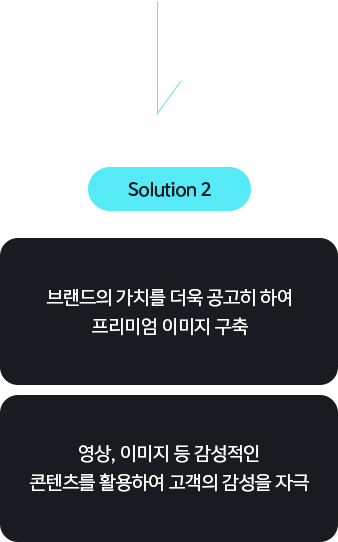 Solution 2
브랜드의 가치를 더욱 공고히 하여
프리미엄 이미지 구축
영상, 이미지 등 감성적인
콘텐츠를 활용하여 고객의 감성을 자극